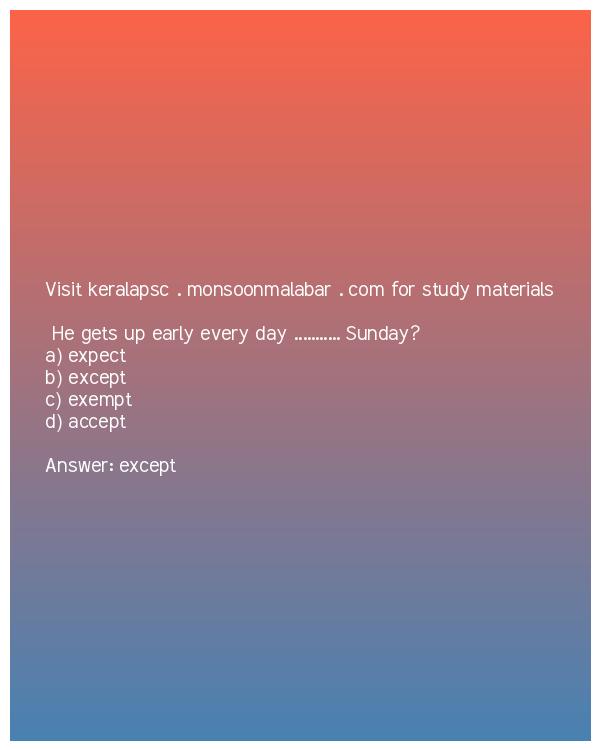 Visit keralapsc . monsoonmalabar . com for study materials
He gets up early every day ........... Sunday?
a) expect
b) except
c) exempt
d) accept
Answer: except